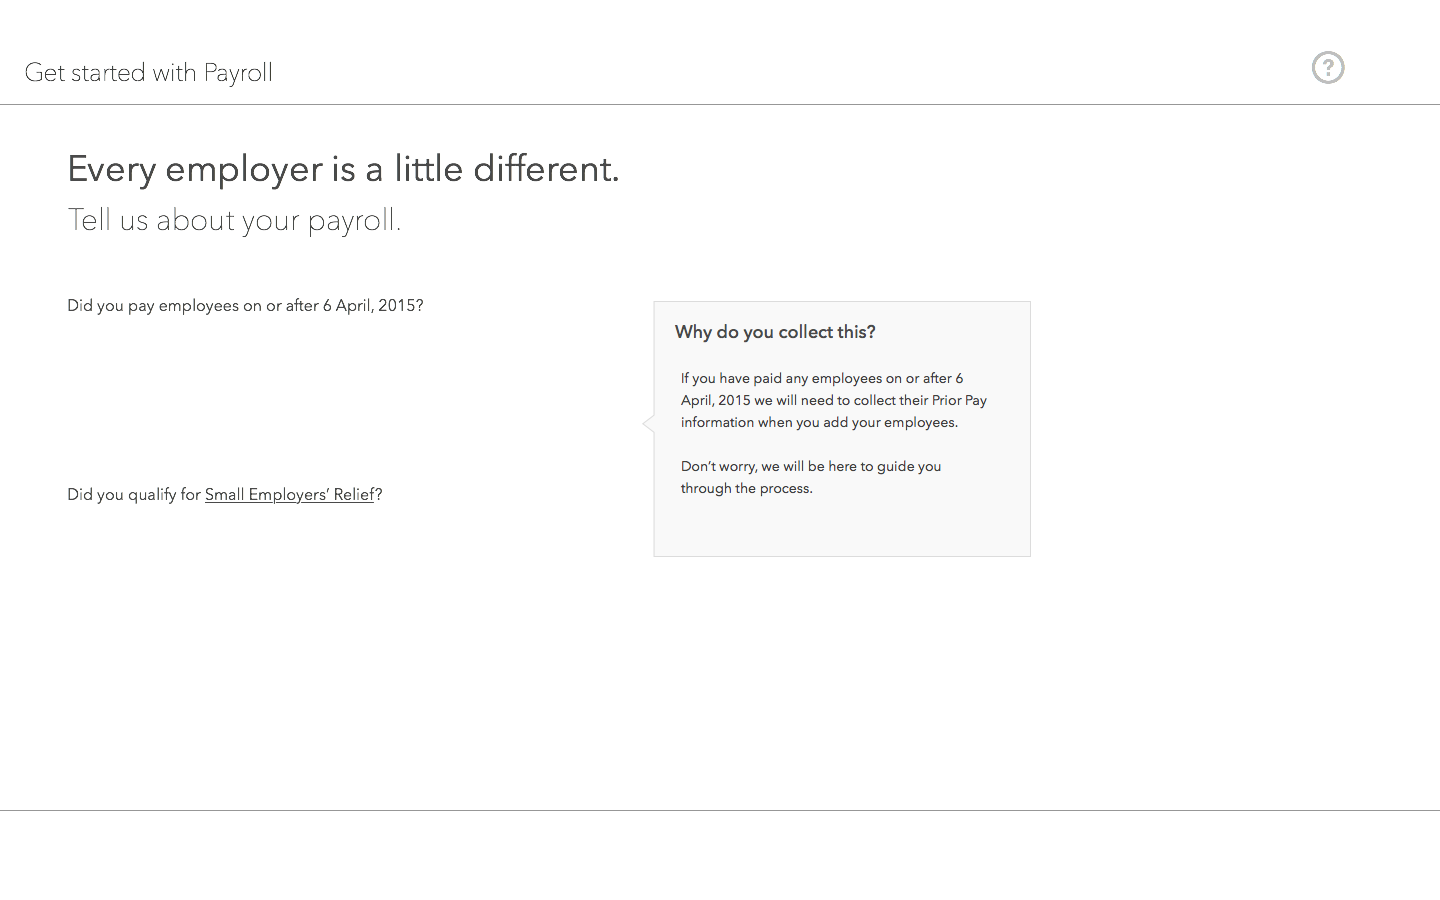 Get started with Payroll
?
Every employer is a little different.
Tell us about your payroll.
Did you pay employees on or after 6 April, 2015?
Why do you collect this?
If you have paid any employees on or after 6
April, 2015 we will need to collect their Prior Pay
information when you add your employees.
Don’t worry, we will be here to guide you
through the process.
Did you qualify for Small Employers’ Relief?